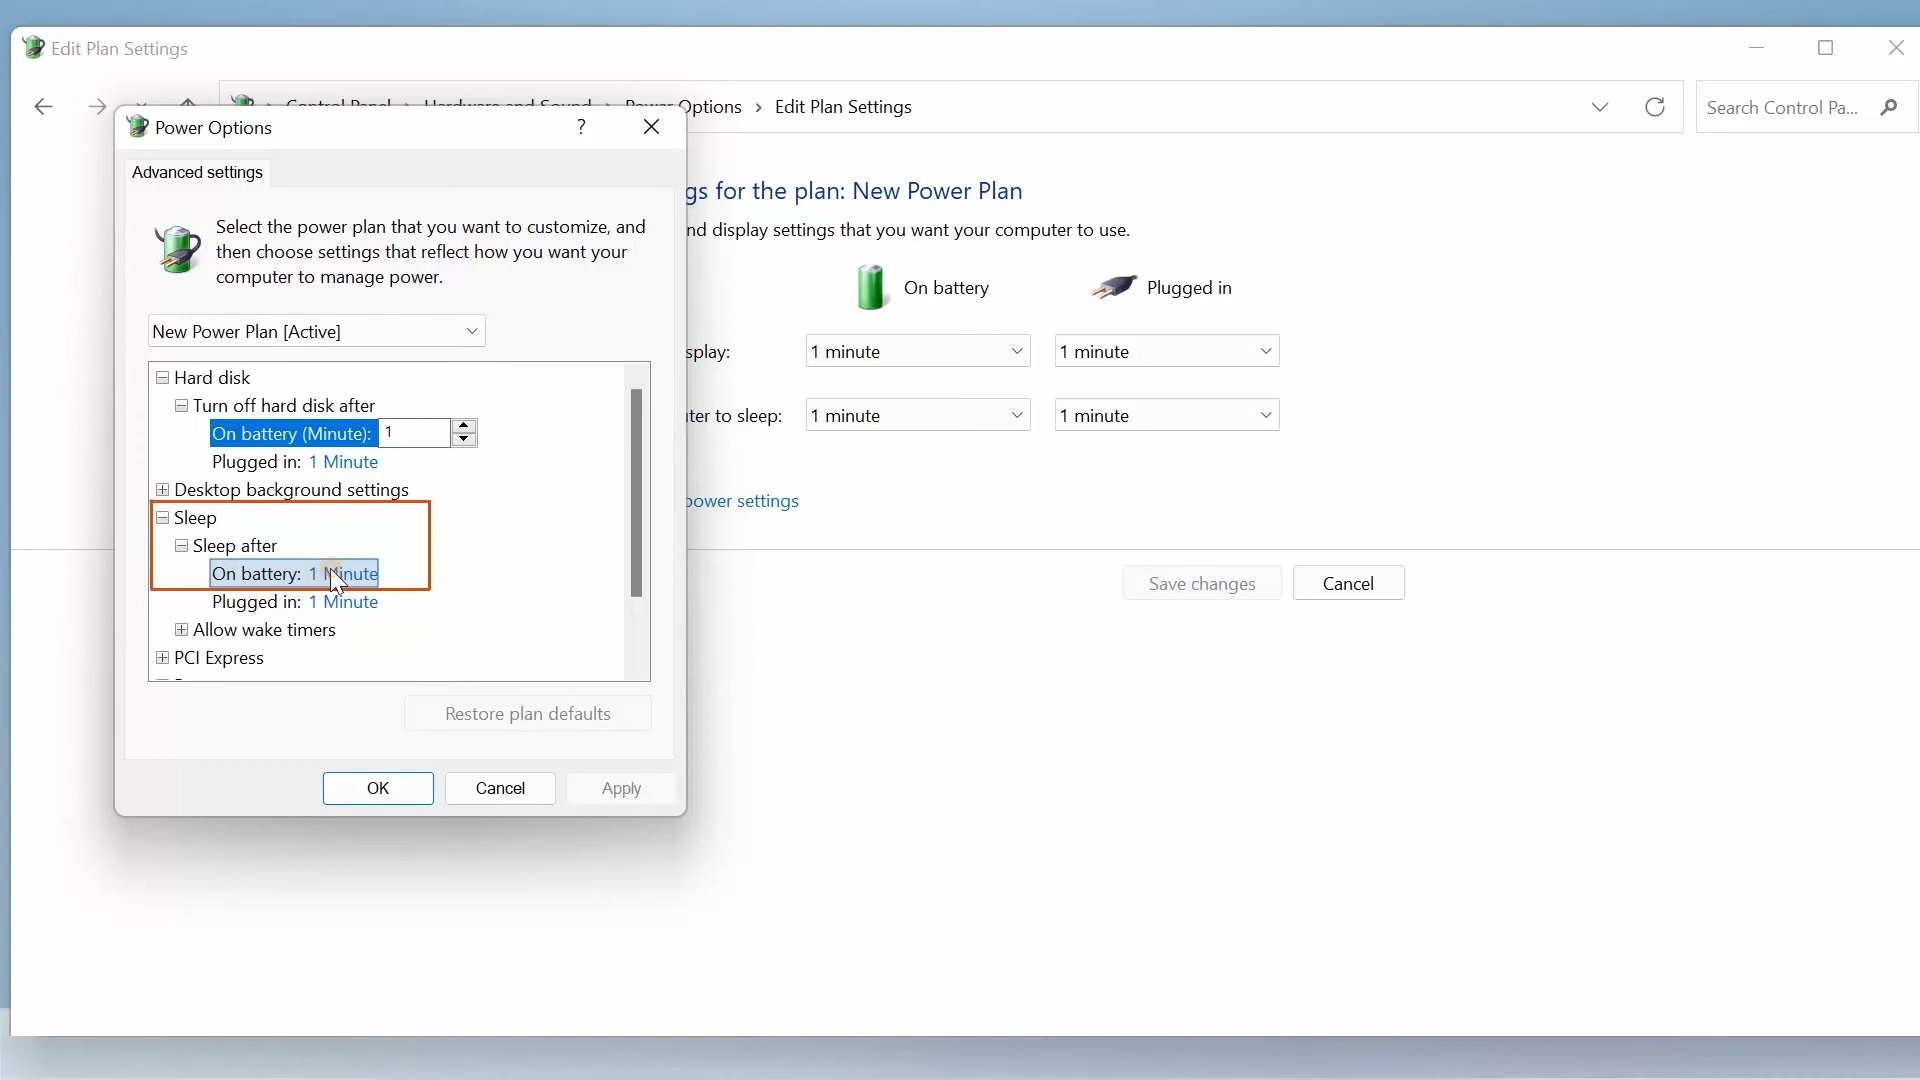 Edit Plan Settings
Power Options > Edit Plan Settings
Search Control Pa...
Power Options
?
Advanced settings
Select the power plan that you want to customize, and
then choose settings that reflect how you want your
computer to manage power.
New Power Plan [Active]
Hard disk
Turn off hard disk after
On battery (Minute): 1
Plugged in: 1 Minute
Desktop background settings
Sleep
Sleep after
On battery: 1 Minute
Plugged in: 1 Minute
Allow wake timers
PCI Express
Restore plan defaults
OK
Cancel
Apply
gs for the plan: New Power Plan
nd display settings that you want your computer to use.
On battery
Plugged in
splay:
1 minute
1 minute
ter to sleep:
1 minute
1 minute
power settings
Save changes
Cancel